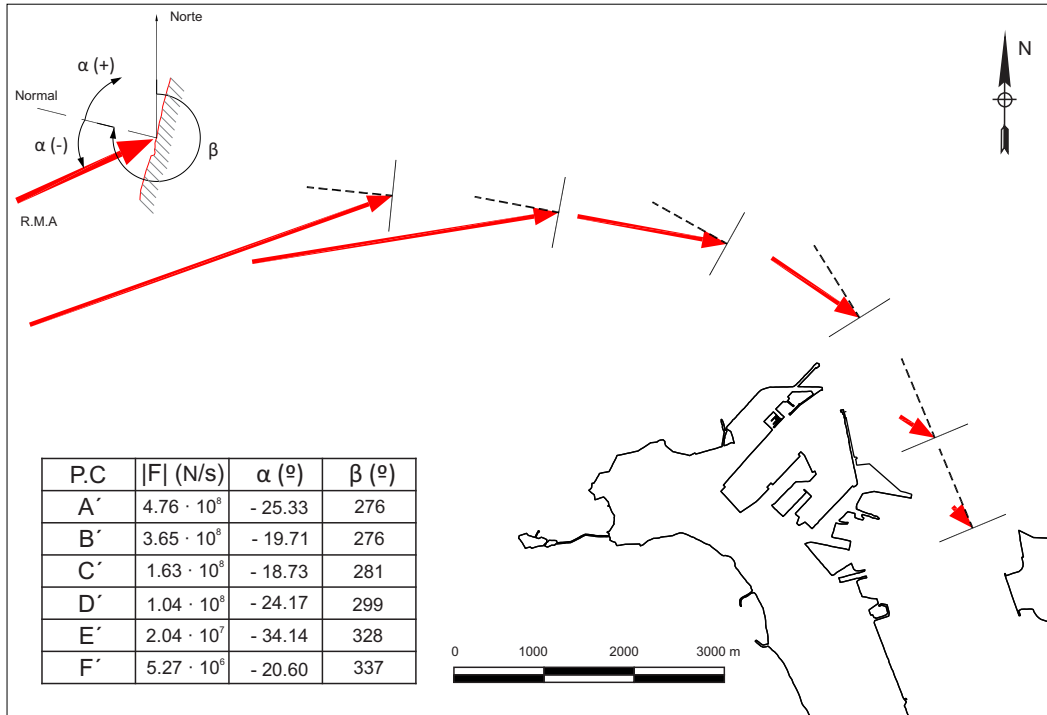 Norte
α (+)
Normal
α (-)
β
R.M.A
N
P.C |F| (N/s) α (º) β (º)
A´ 4.76 · 10⁸ - 25.33 276
B´ 3.65 · 10⁸ - 19.71 276
C´ 1.63 · 10⁸ - 18.73 281
D´ 1.04 · 10⁸ - 24.17 299
E´ 2.04 · 10⁷ - 34.14 328
F´ 5.27 · 10⁶ - 20.60 337
0 1000 2000 3000 m